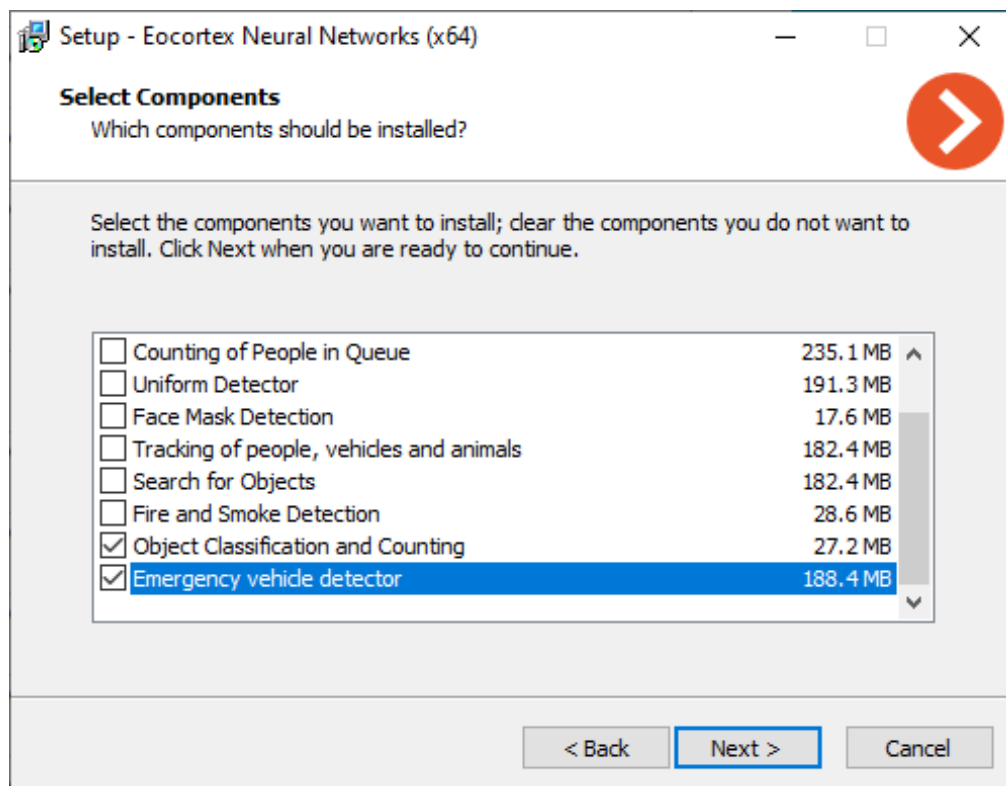 Setup - Eocortex Neural Networks (x64)
Select Components
Which components should be installed?
Select the components you want to install; clear the components you do not want to
install. Click Next when you are ready to continue.
Counting of People in Queue 235.1 MB
Uniform Detector 191.3 MB
Face Mask Detection 17.6 MB
Tracking of people, vehicles and animals 182.4 MB
Search for Objects 182.4 MB
Fire and Smoke Detection 28.6 MB
Object Classification and Counting 27.2 MB
Emergency vehicle detector 188.4 MB
< Back Next > Cancel